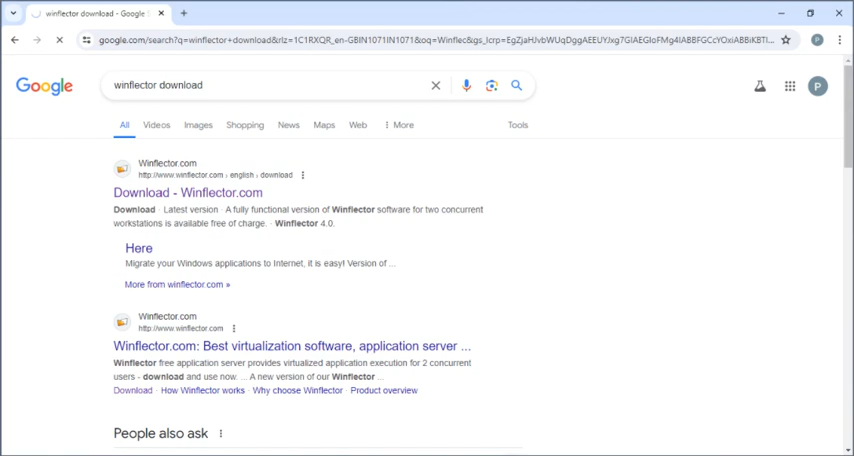 winflector download - Google S
google.com/search?q=winflector+download&rlz=1C1RXQR_en-GBIN1071IN1071&oq=Winflec&gs_lcrp=EgZjaHJvbWUqDggAEEUYJxg7GIAEGIoFMg4IABBFGCcYOxiABBiKBTI...
P
Google
winflector download
P
All Videos Images Shopping News Maps Web More Tools
Winflector.com
http://www.winflector.com › english › download
Download - Winflector.com
Download · Latest version · A fully functional version of Winflector software for two concurrent
workstations is available free of charge. · Winflector 4.0.
Here
Migrate your Windows applications to Internet, it is easy! Version of ...
More from winflector.com »
Winflector.com
http://www.winflector.com
Winflector.com: Best virtualization software, application server ...
Winflector free application server provides virtualized application execution for 2 concurrent
users - download and use now. ... A new version of our Winflector ...
Download · How Winflector works · Why choose Winflector · Product overview
People also ask